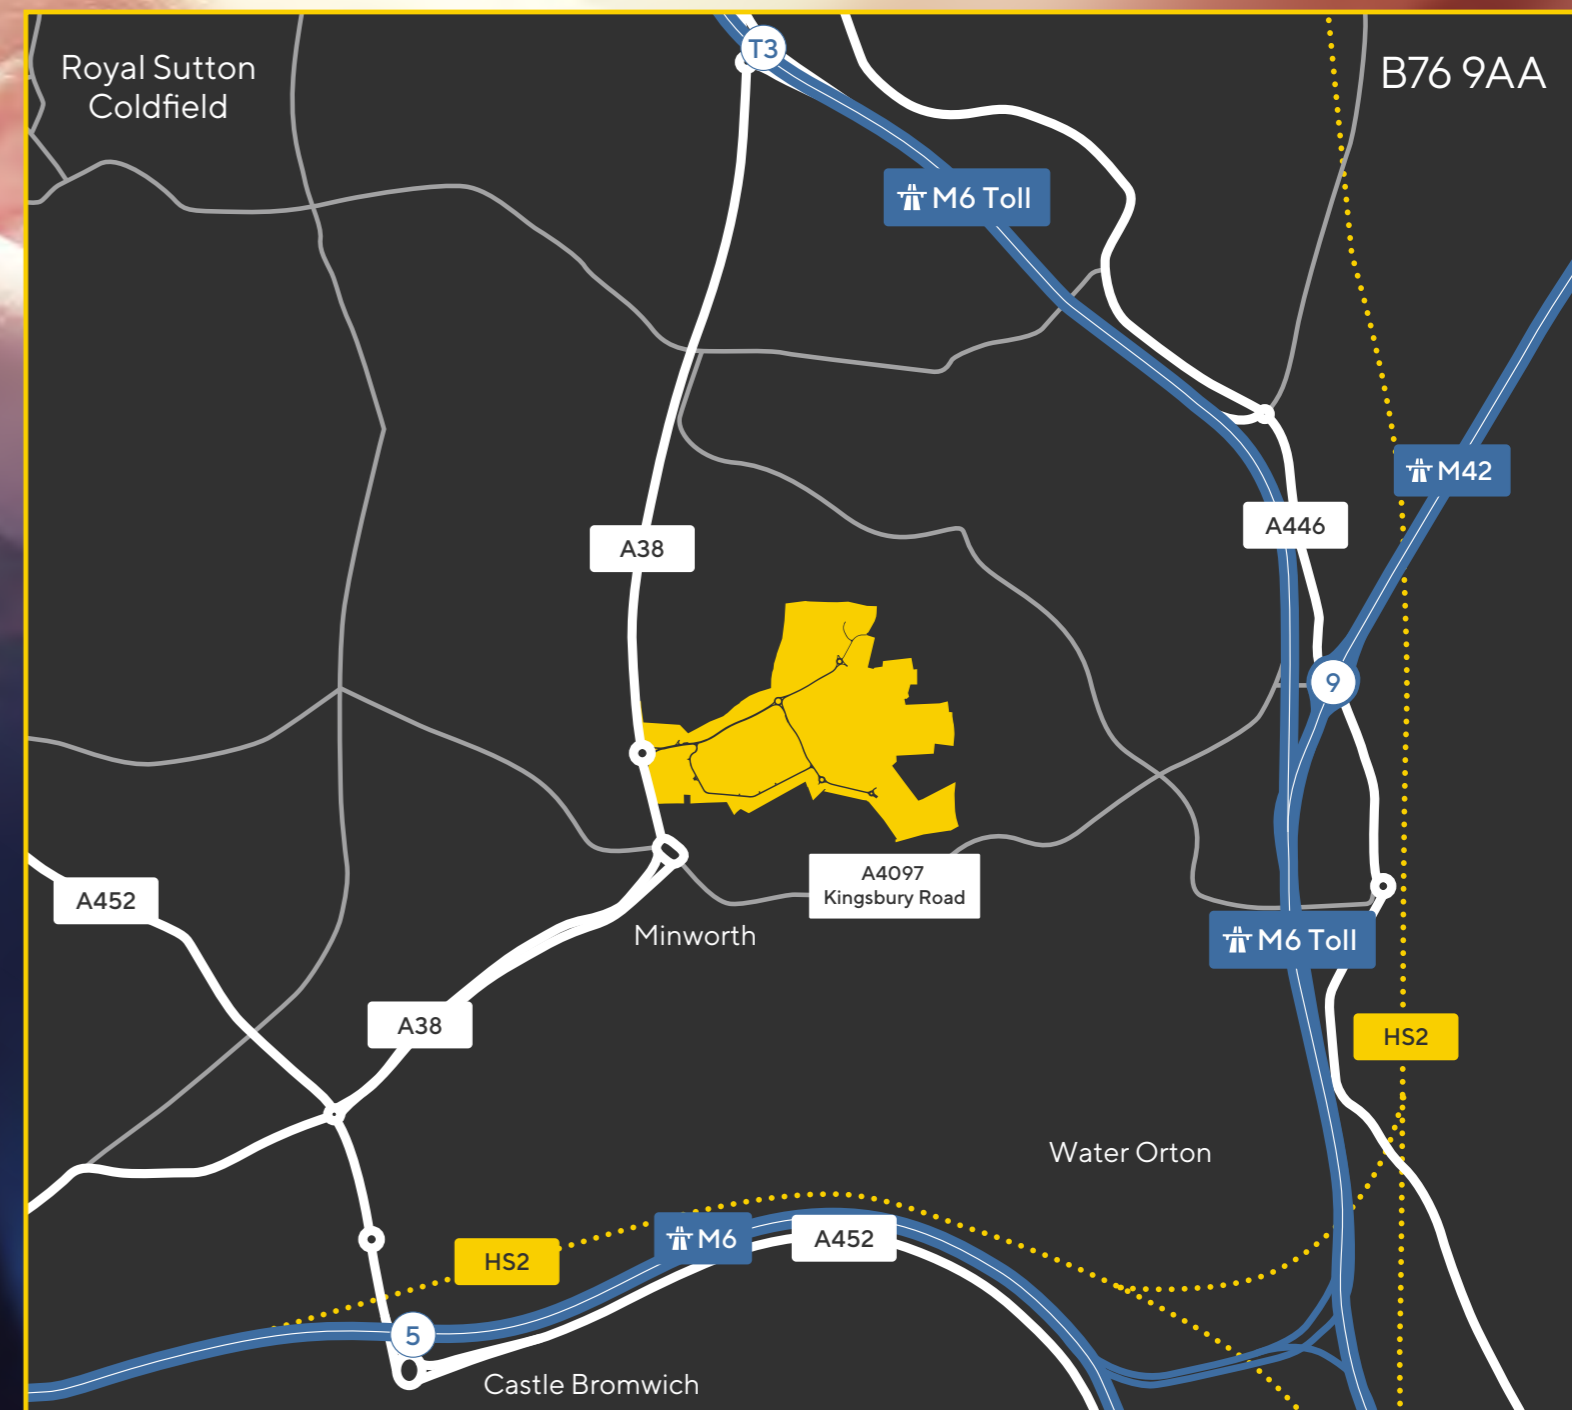 Royal Sutton
Coldfield
T3
B76 9AA
M6 Toll
M42
A446
A38
9
A4097
Kingsbury Road
A452
Minworth
M6 Toll
A38
HS2
Water Orton
M6
A452
HS2
5
Castle Bromwich